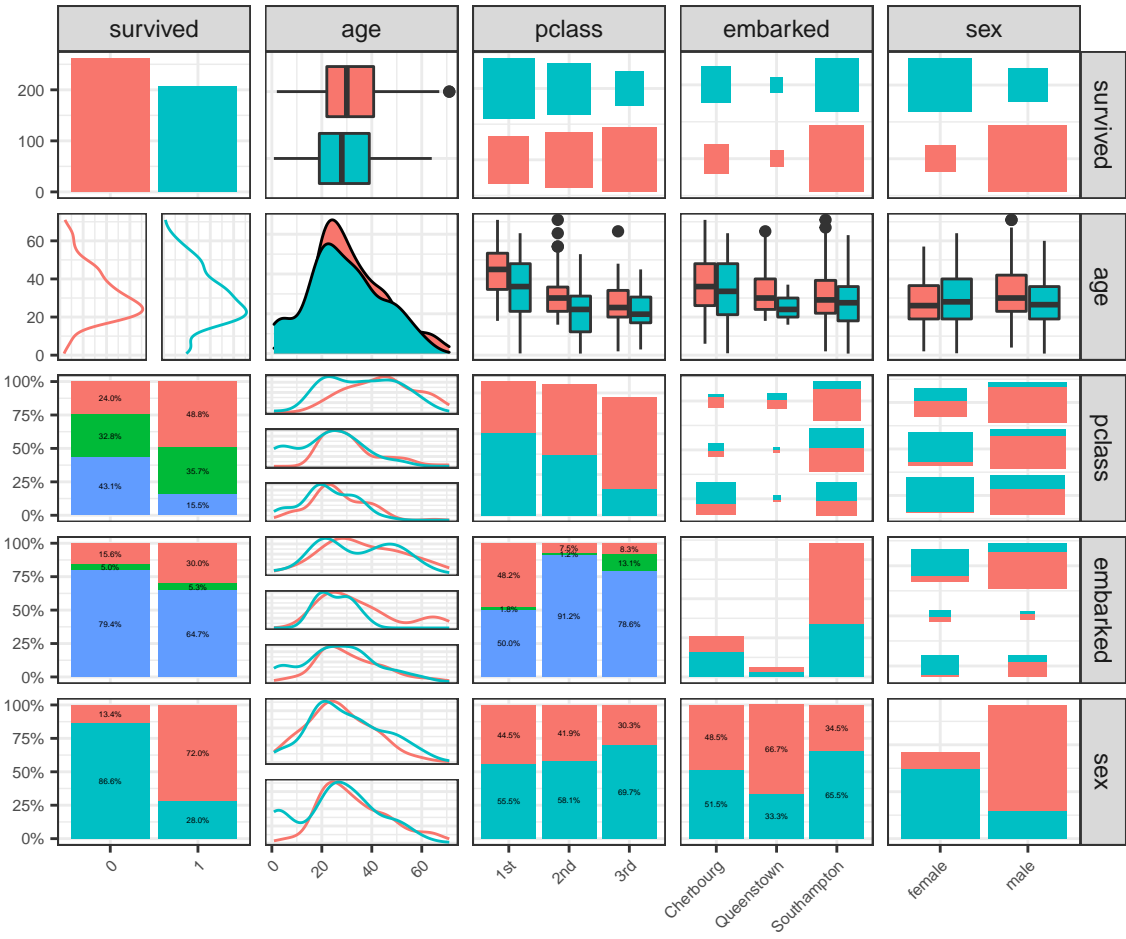 survived age pclass embarked sex
200
100
0
survived
60
40
20
0
age
100%
75%
50%
25%
0%
24.0% 48.8%
32.8% 35.7%
43.1% 15.5%
pclass
100%
75%
50%
25%
0%
15.6% 30.0%
5.0% 5.3%
79.4% 64.7%
48.2% 7.5% 8.3%
1.8% 1.2% 13.1%
50.0% 91.2% 78.6%
embarked
100%
75%
50%
25%
0%
13.4% 72.0%
86.6% 28.0%
44.5% 41.9% 30.3%
55.5% 58.1% 69.7%
48.5% 66.7% 34.5%
51.5% 33.3% 65.5%
sex
0 1
0 20 40 60
1st 2nd 3rd
Cherbourg Queenstown Southampton
female male